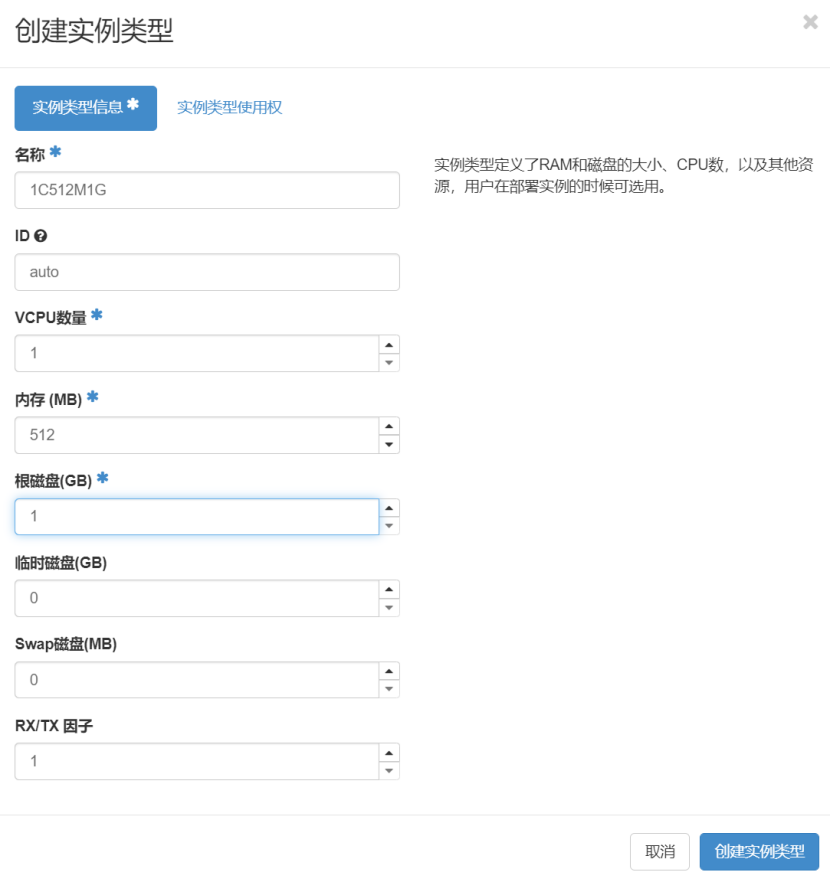 创建实例类型
实例类型信息 * 实例类型使用权
名称 *
1C512M1G
实例类型定义了RAM和磁盘的大小、CPU数，以及其他资
源，用户在部署实例的时候可选用。
ID
auto
VCPU数量 *
1
内存 (MB) *
512
根磁盘(GB) *
1
临时磁盘(GB)
0
Swap磁盘(MB)
0
RX/TX 因子
1
取消 创建实例类型